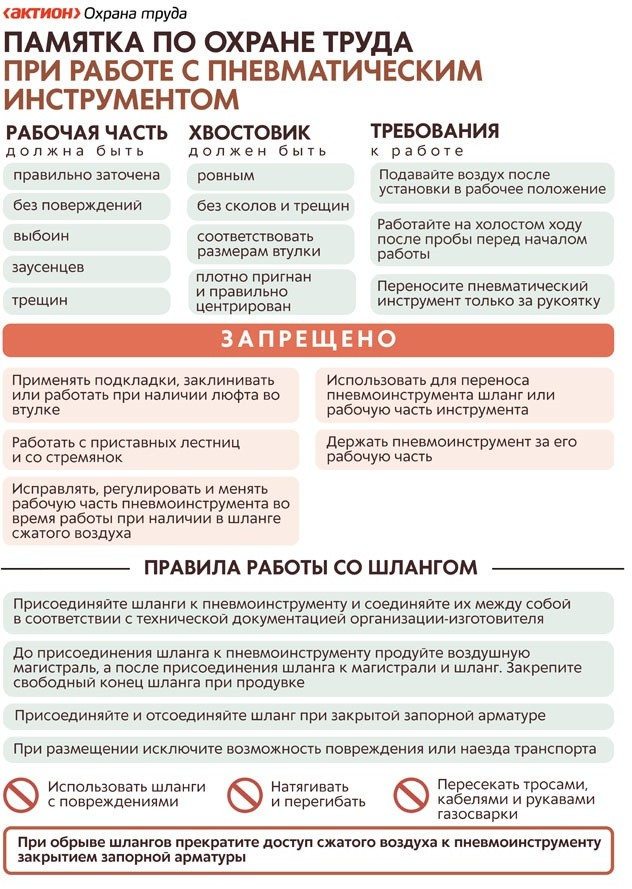 ‹АКТИОН› Охрана труда
ПАМЯТКА ПО ОХРАНЕ ТРУДА
ПРИ РАБОТЕ С ПНЕВМАТИЧЕСКИМ
ИНСТРУМЕНТОМ
РАБОЧАЯ ЧАСТЬ
должна быть
правильно заточена
без поверждений
выбоин
заусенцев
трещин
ХВОСТОВИК
должен быть
ровным
без сколов и трещин
соответствовать
размерам втулки
плотно пригнан
и правильно
центрирован
ТРЕБОВАНИЯ
к работе
Подавайте воздух после
установки в рабочее положение
Работайте на холостом ходу
после пробы перед началом
работы
Переносите пневматический
инструмент только за рукоятку
ЗАПРЕЩЕНО
Применять подкладки, заклинивать
или работать при наличии люфта во
втулке
Работать с приставных лестниц
и со стремянок
Исправлять, регулировать и менять
рабочую часть пневмоинструмента во
время работы при наличии в шланге
сжатого воздуха
Использовать для переноса
пневмоинструмента шланг или
рабочую часть инструмента
Держать пневмоинструмент за его
рабочую часть
ПРАВИЛА РАБОТЫ СО ШЛАНГОМ
Присоединяйте шланги к пневмоинструменту и соединяйте их между собой
в соответствии с технической документацией организации-изготовителя
До присоединения шланга к пневмоинструменту продуйте воздушную
магистраль, а после присоединения шланга к магистрали и шланг. Закрепите
свободный конец шланга при продувке
Присоединяйте и отсоединяйте шланг при закрытой запорной арматуре
При размещении исключите возможность повреждения или наезда транспорта
Использовать шланги
с повреждениями
Натягивать
и перегибать
Пересекать тросами,
кабелями и рукавами
газосварки
При обрыве шлангов прекратите доступ сжатого воздуха к пневмоинструменту
закрытием запорной арматуры